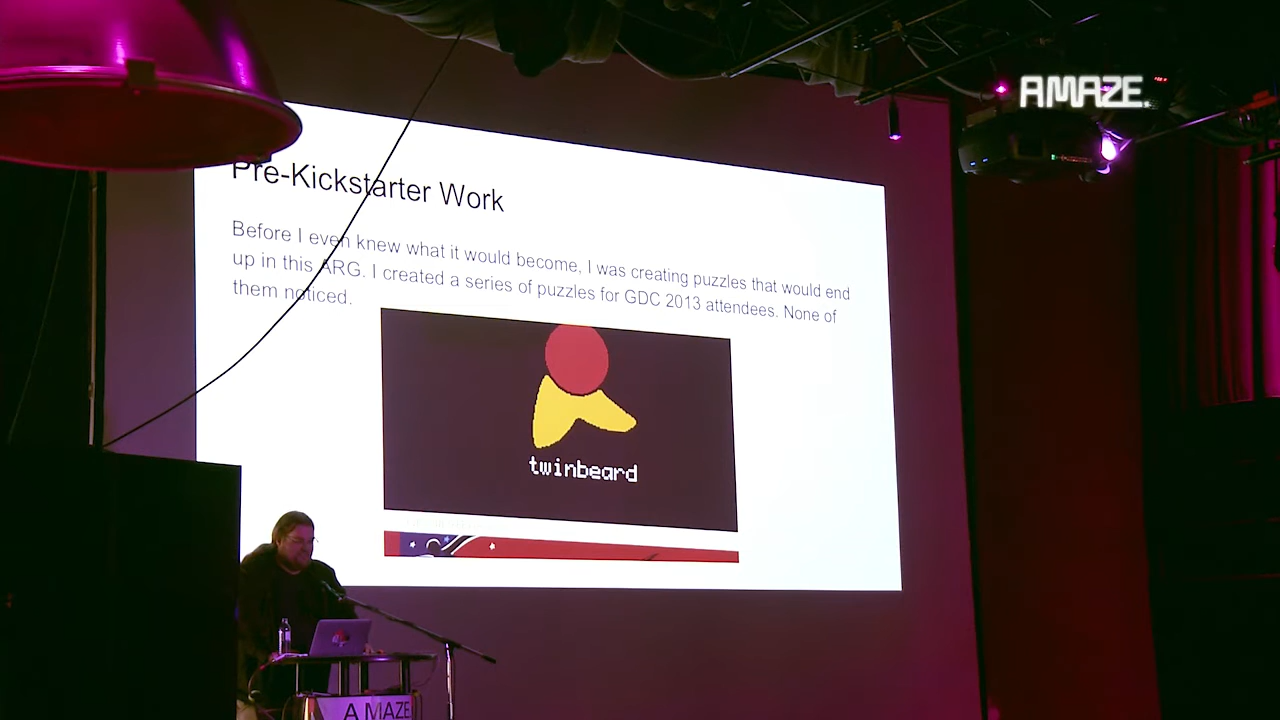 A MAZE.
Pre-Kickstarter Work
Before I even knew what it would become, I was creating puzzles that would end
up in this ARG. I created a series of puzzles for GDC 2013 attendees. None of
them noticed.
twinbeard
A MAZE